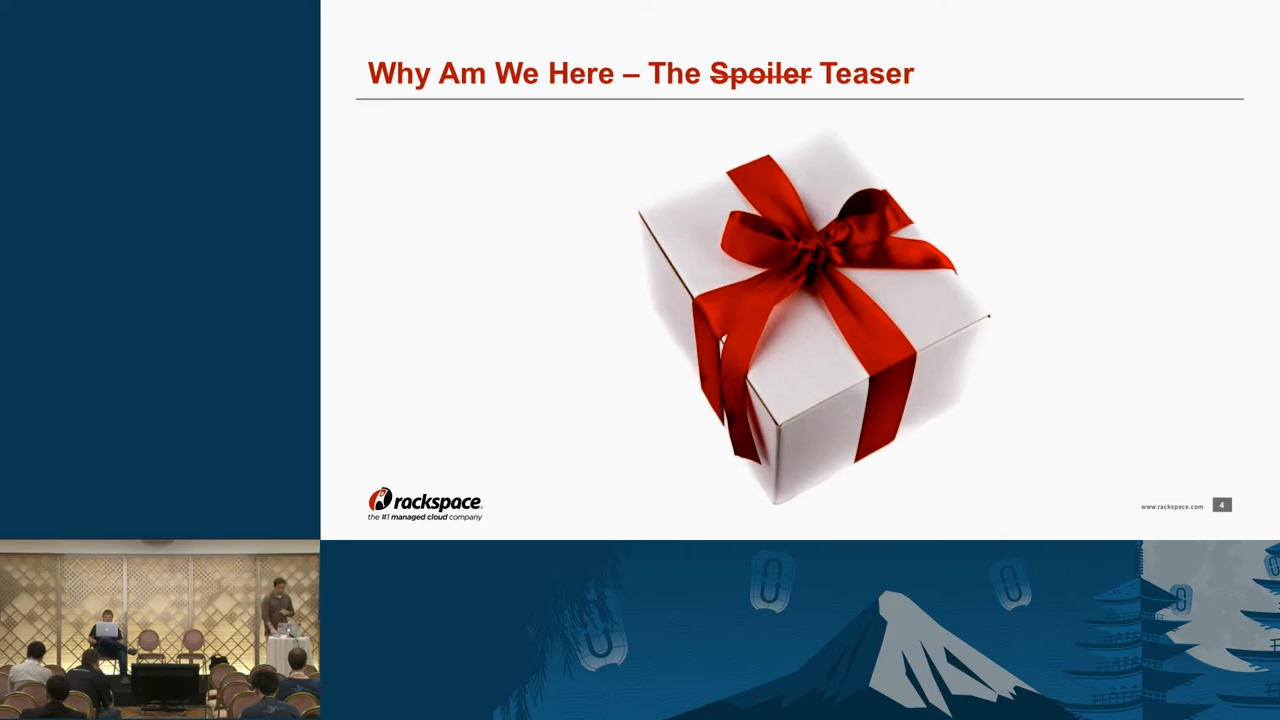 Why Am We Here – The Spoiler Teaser
rackspace
the #1 managed cloud company
www.rackspace.com
4